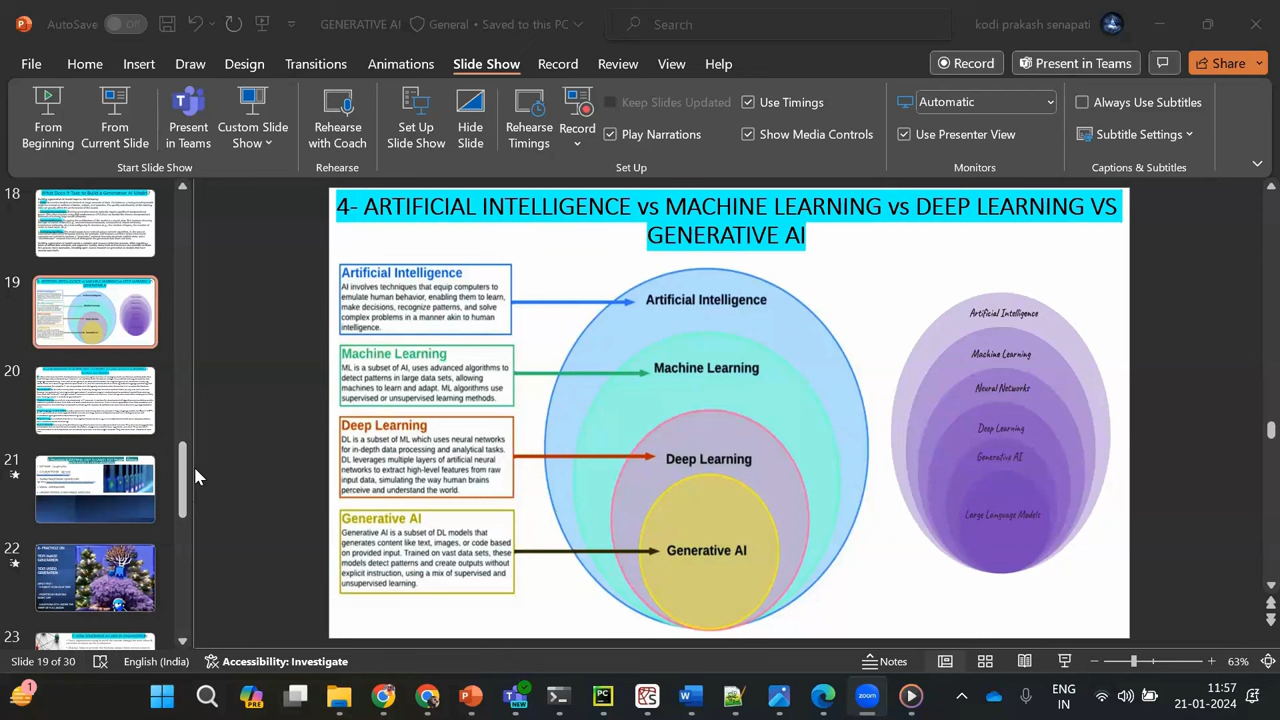 AutoSave Off
GENERATIVE AI
General • Saved to this PC
Search
kodi prakash senapati
File Home Insert Draw Design Transitions Animations Slide Show Record Review View Help
Record Present in Teams Share
From Beginning
From Current Slide
Present in Teams
Custom Slide Show
Rehearse with Coach
Set Up Slide Show
Hide Slide
Rehearse Timings
Record
Keep Slides Updated
Play Narrations
Use Timings
Show Media Controls
Automatic
Use Presenter View
Always Use Subtitles
Subtitle Settings
Start Slide Show
Rehearse
Set Up
Monitors
Captions & Subtitles
18
19
20
21
22
23
4- ARTIFICIAL INTELLIGENCE vs MACHINE LEARNING vs DEEP LEARNING VS
GENERATIVE AI
Artificial Intelligence
AI involves techniques that equip computers to
emulate human behavior, enabling them to learn,
make decisions, recognize patterns, and solve
complex problems in a manner akin to human
intelligence.
Machine Learning
ML is a subset of AI, uses advanced algorithms to
detect patterns in large data sets, allowing
machines to learn and adapt. ML algorithms use
supervised or unsupervised learning methods.
Deep Learning
DL is a subset of ML which uses neural networks
for in-depth data processing and analytical tasks.
DL leverages multiple layers of artificial neural
networks to extract high-level features from raw
input data, simulating the way human brains
perceive and understand the world.
Generative AI
Generative AI is a subset of DL models that
generates content like text, images, or code based
on provided input. Trained on vast data sets, these
models detect patterns and create outputs without
explicit instruction, using a mix of supervised and
unsupervised learning.
Artificial Intelligence
Machine Learning
Deep Learning
Generative AI
Artificial Intelligence
Machine Learning
Neural Networks
Deep Learning
Generative AI
Large Language Models
Slide 19 of 30
English (India)
Accessibility: Investigate
Notes
63%
1
PRE
NEW
PC
zoom
ENG
IN
11:57
21-01-2024